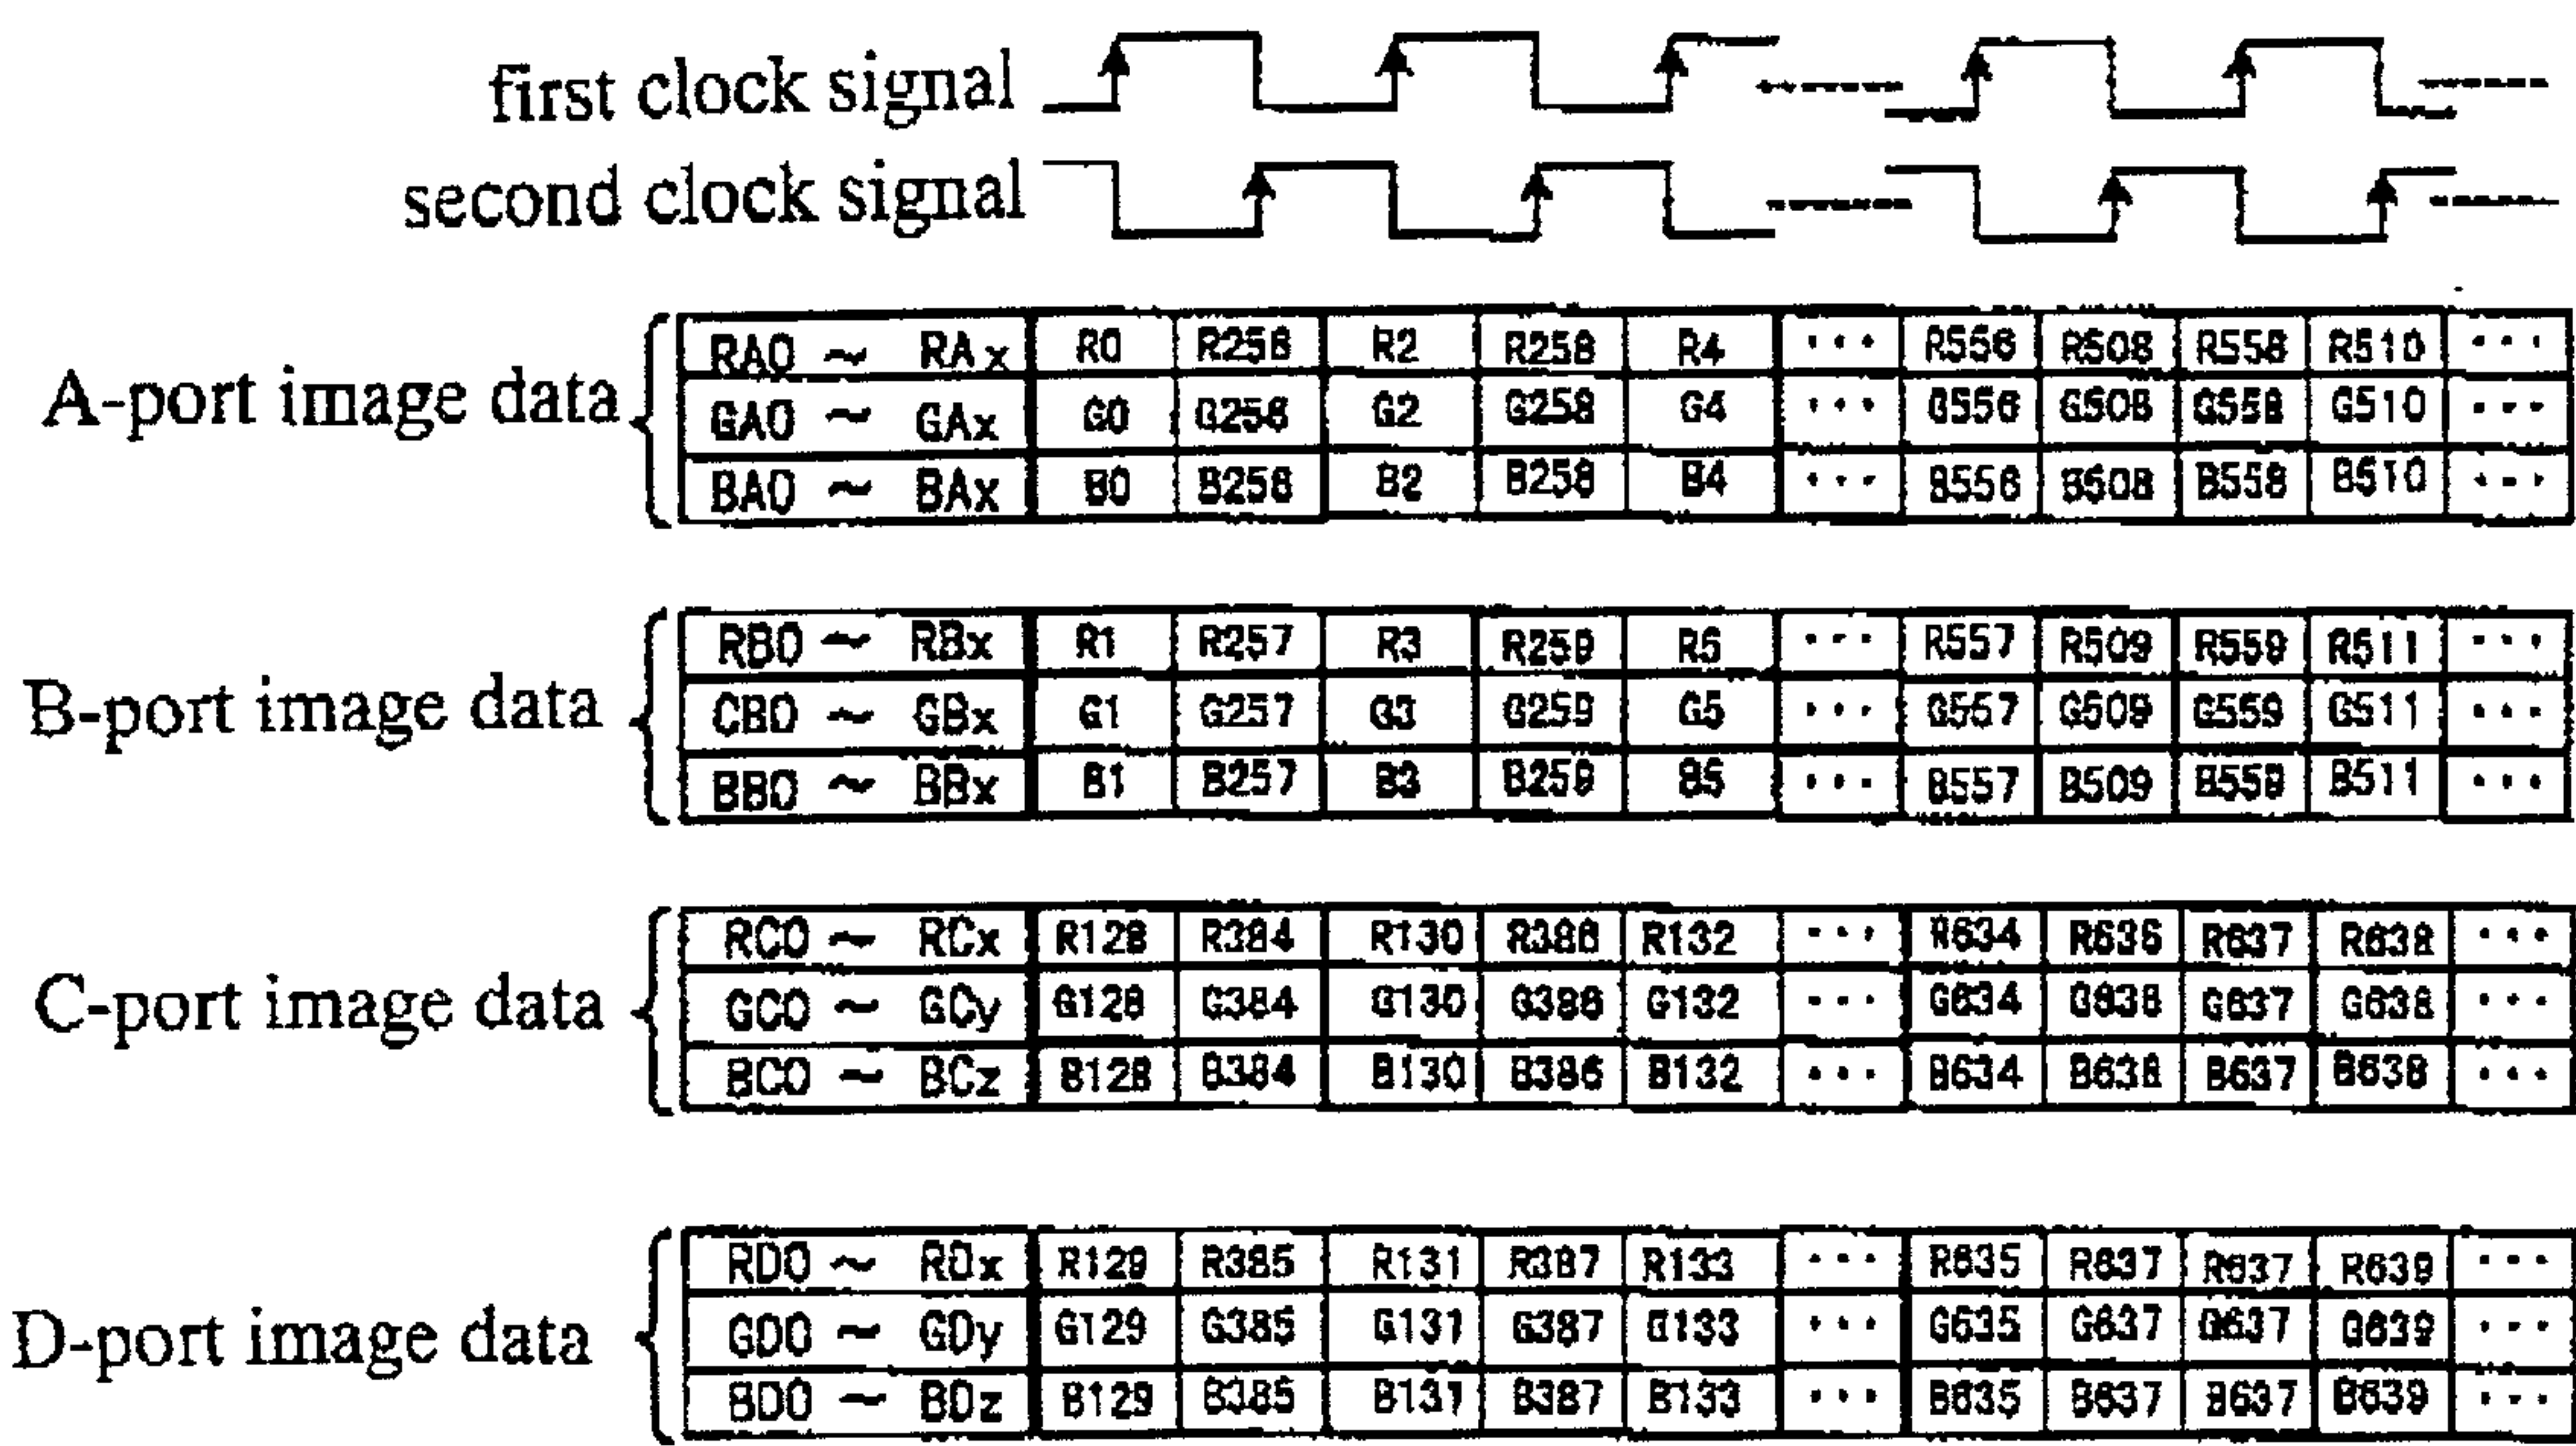 first clock signal
second clock signal
A-port image data
RA0 ~ RAx R0 R256 R2 R258 R4 ... R556 R508 R558 R510 ...
GA0 ~ GAx G0 G256 G2 G258 G4 ... G556 G508 G558 G510 ...
BA0 ~ BAx B0 B256 B2 B258 B4 ... B556 B508 B558 B510 ...
B-port image data
RB0 ~ RBx R1 R257 R3 R259 R5 ... R557 R509 R559 R511 ...
CB0 ~ GBx G1 G257 G3 G259 G5 ... G557 G509 G559 G511 ...
BB0 ~ BBx B1 B257 B3 B259 B5 ... B557 B509 B559 B511 ...
C-port image data
RC0 ~ RCx R128 R384 R130 R386 R132 ... R634 R636 R637 R638 ...
GC0 ~ GCy G128 G384 G130 G386 G132 ... G634 G638 G637 G638 ...
BC0 ~ BCz B128 B384 B130 B386 B132 ... B634 B638 B637 B638 ...
D-port image data
RD0 ~ RDx R129 R385 R131 R387 R133 ... R635 R637 R637 R639 ...
GD0 ~ GDy G129 G385 G131 G387 G133 ... G635 G637 G637 G639 ...
BD0 ~ BDz B129 B385 B131 B387 B133 ... B635 B637 B637 B639 ...